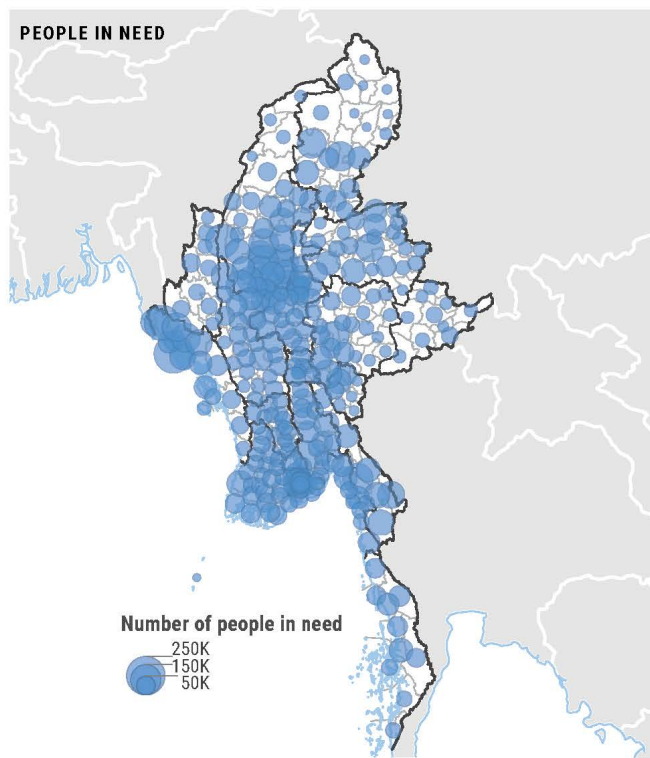 PEOPLE IN NEED
Number of people in need
250K
150K
50K